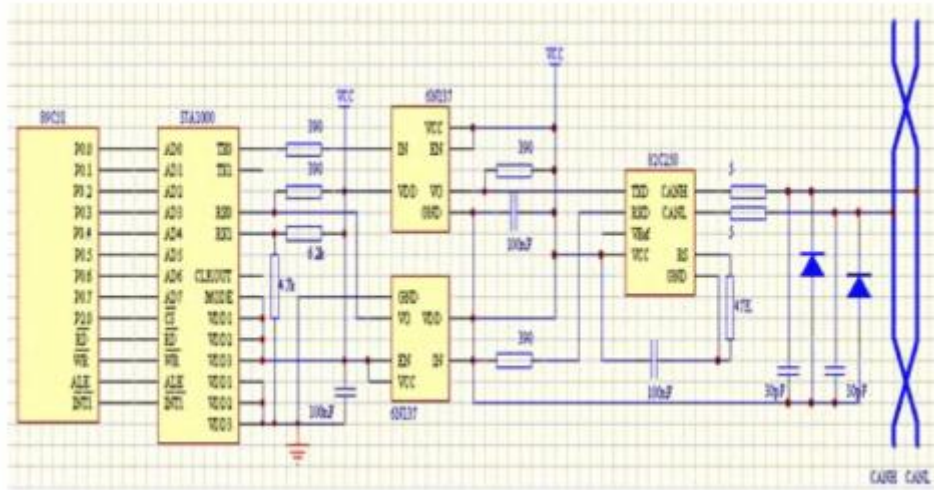 VCC
VCC
6N137
89C51
STA1000
390
VCC
EN
P0.0
AD0
TX0
IN
390
82C250
P0.1
AD1
TX1
390
5
P0.2
AD2
VDD
VO
TXD
CANH
P0.3
AD3
RX0
GND
RXD
CANL
P0.4
AD4
RX1
VRef
5
6.2k
100nF
P0.5
AD5
VCC
RS
P0.6
AD6
CLKOUT
GND
4.7k
P0.7
AD7
MODE
GND
47K
P2.0
CS
VDD1
VO
VDD
RD
RD
VDD2
390
WR
WR
VDD3
EN
IN
ALE
ALE
VDD1
VCC
INT1
INT1
VDD2
100nF
100nF
30pF
30pF
VDD3
6N137
CANH
CANL